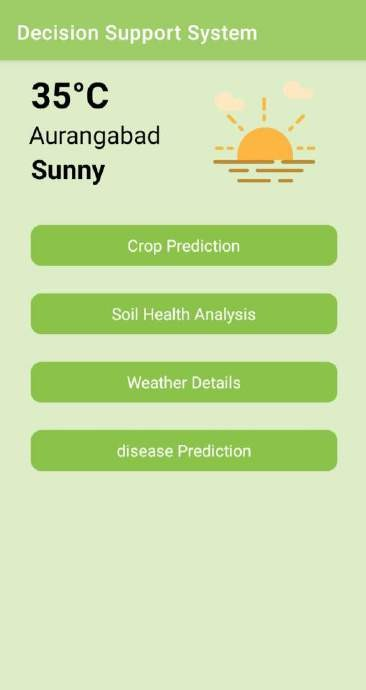 Decision Support System
35°C
Aurangabad
Sunny
Crop Prediction
Soil Health Analysis
Weather Details
disease Prediction